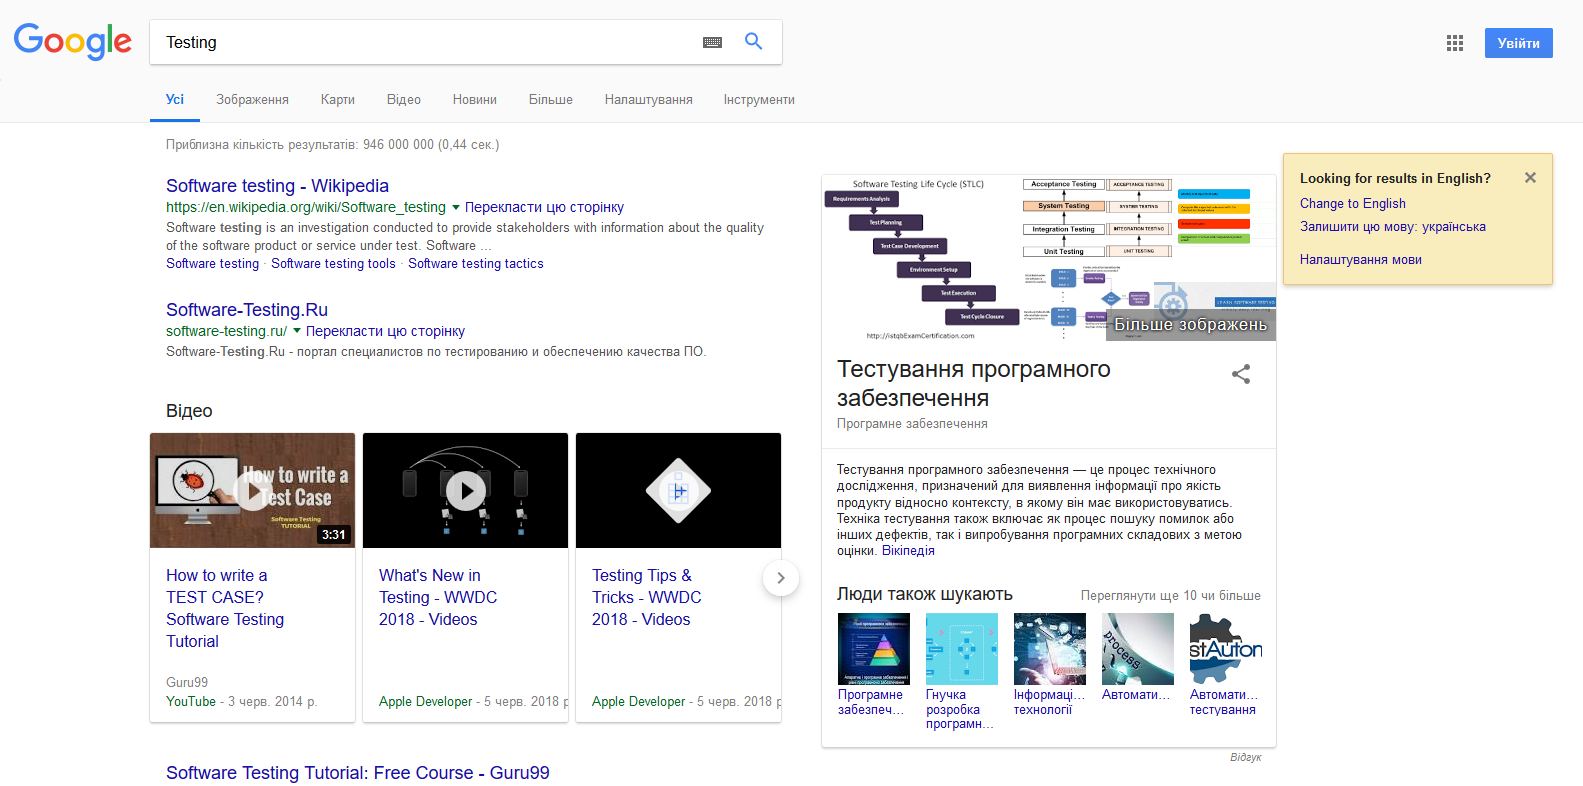 Google
Testing
Увійти
Усі
Зображення
Карти
Відео
Новини
Більше
Налаштування
Інструменти
Приблизна кількість результатів: 946 000 000 (0,44 сек.)
Software testing - Wikipedia
https://en.wikipedia.org/wiki/Software_testing Перекласти цю сторінку
Software testing is an investigation conducted to provide stakeholders with information about the quality
of the software product or service under test. Software ...
Software testing · Software testing tools · Software testing tactics
Software-Testing.Ru
software-testing.ru/ Перекласти цю сторінку
Software-Testing.Ru - портал специалистов по тестированию и обеспечению качества ПО.
Відео
How to write a
Test Case
Software Testing
TUTORIAL
3:31
How to write a
TEST CASE?
Software Testing
Tutorial
Guru99
YouTube - 3 черв. 2014 р.
What's New in
Testing - WWDC
2018 - Videos
Apple Developer - 5 черв. 2018 р
Testing Tips &
Tricks - WWDC
2018 - Videos
Apple Developer - 5 черв. 2018 р
Software Testing Tutorial: Free Course - Guru99
Software Testing Life Cycle (STLC)
Requirements Analysis
Test Planning
Test Case Development
Environment Setup
Test Execution
Test Cycle Closure
http://istqbExamCertification.com
Acceptance Testing
ACCEPTANCE TESTING
System Testing
SYSTEM TESTING
Integration Testing
INTEGRATION TESTING
Unit Testing
UNIT TESTING
Більше зображень
Тестування програмного
забезпечення
Програмне забезпечення
Тестування програмного забезпечення — це процес технічного
дослідження, призначений для виявлення інформації про якість
продукту відносно контексту, в якому він має використовуватись.
Техніка тестування також включає як процес пошуку помилок або
інших дефектів, так і випробування програмних складових з метою
оцінки. Вікіпедія
Люди також шукають
Переглянути ще 10 чи більше
process
stAuton
Програмне
забезпеч...
Гнучка
розробка
програмн...
Інформаці...
технології
Автомати...
Автомати...
тестування
Відгук
Looking for results in English?
Change to English
Залишити цю мову: українська
Налаштування мови